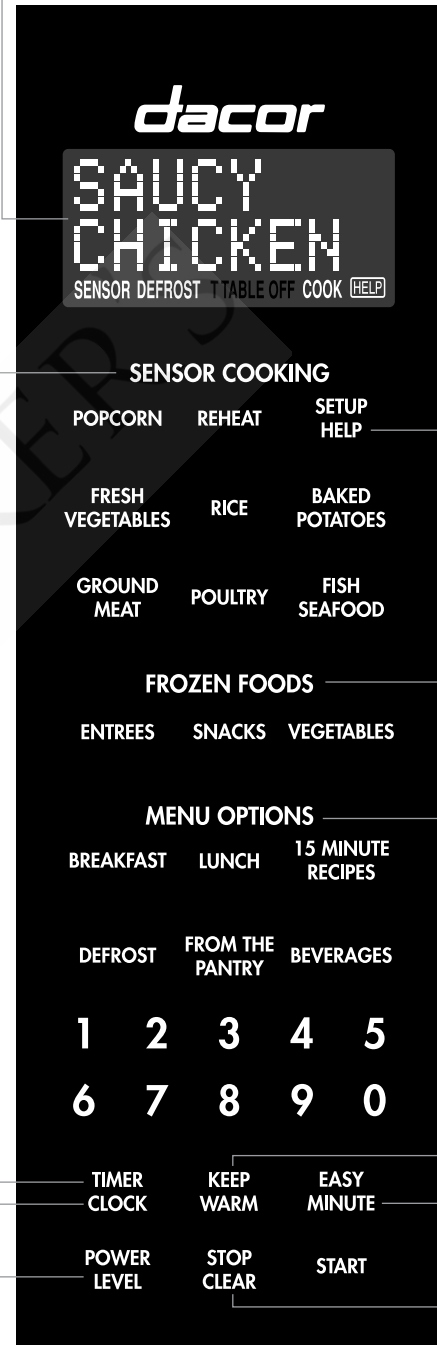 dacor
SAUCY
CHICKEN
SENSOR DEFROST T TABLE OFF COOK HELP
SENSOR COOKING
POPCORN REHEAT SETUP HELP
FRESH VEGETABLES RICE BAKED POTATOES
GROUND MEAT POULTRY FISH SEAFOOD
FROZEN FOODS
ENTREES SNACKS VEGETABLES
MENU OPTIONS
BREAKFAST LUNCH 15 MINUTE RECIPES
DEFROST FROM THE PANTRY BEVERAGES
1 2 3 4 5
6 7 8 9 0
TIMER CLOCK KEEP WARM EASY MINUTE
POWER LEVEL STOP CLEAR START